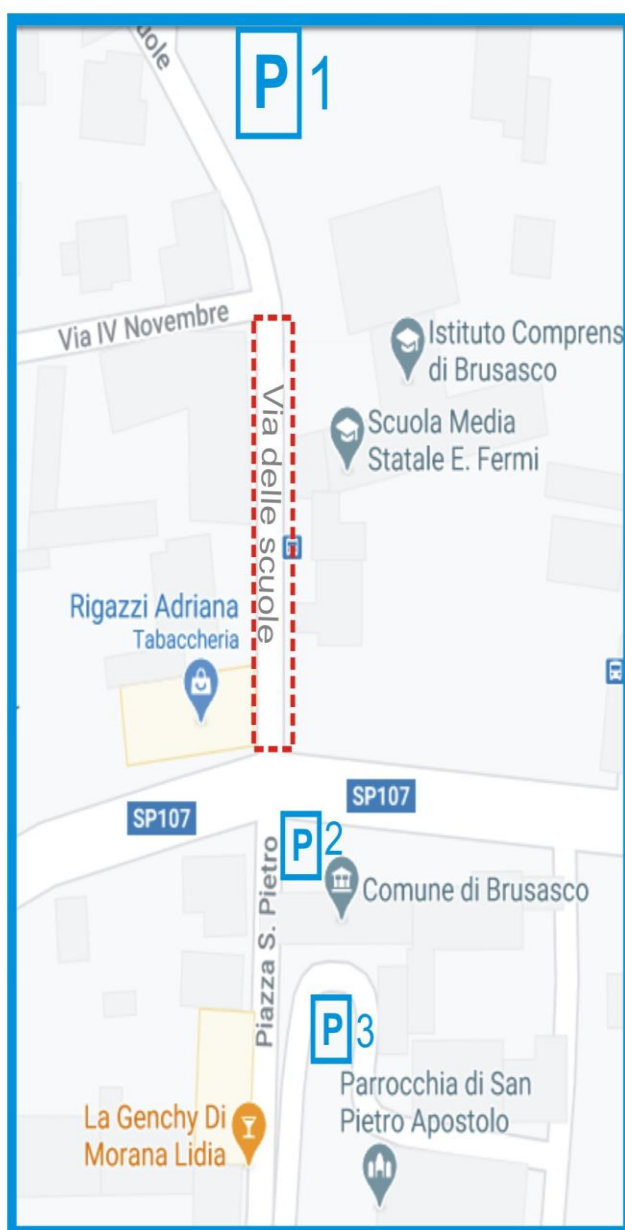 uole
P 1
Via IV Novembre
Istituto Comprens
di Brusasco
Via delle scuole
Scuola Media
Statale E. Fermi
Rigazzi Adriana
Tabaccheria
SP107
SP107
P 2
Piazza S. Pietro
Comune di Brusasco
P 3
Parrocchia di San
Pietro Apostolo
La Genchy Di
Morana Lidia